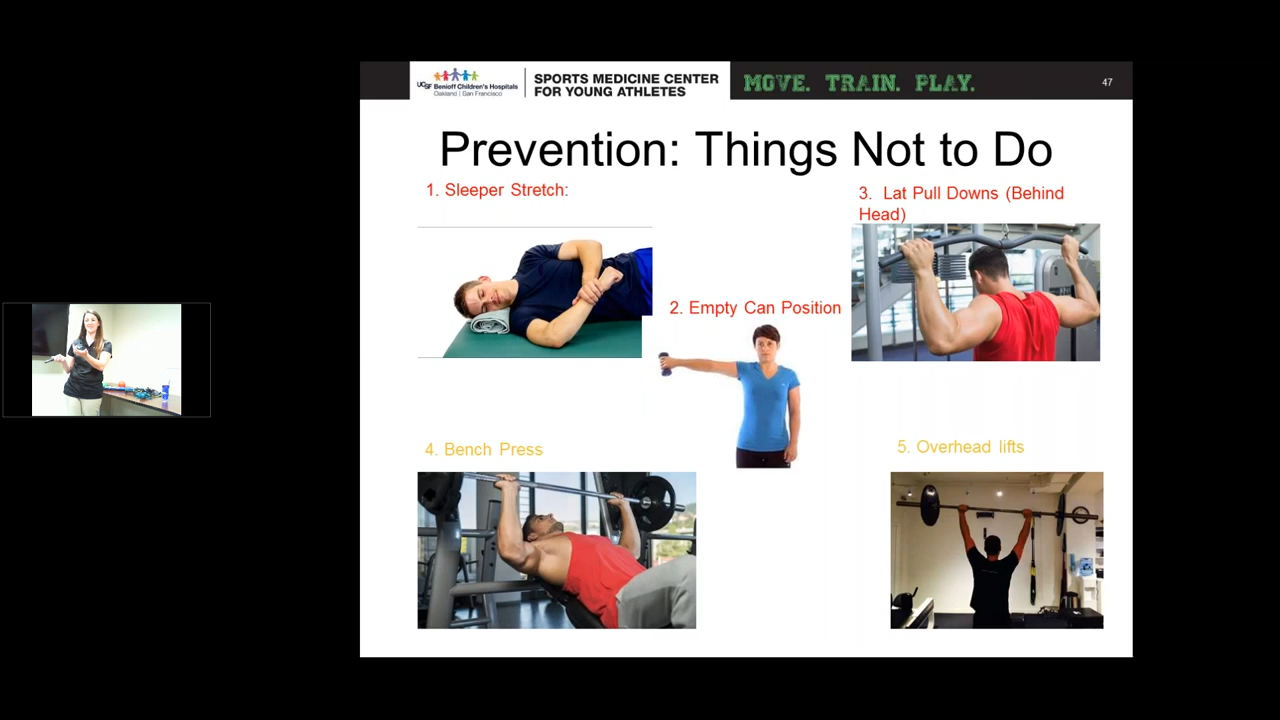 UCSF Benioff Children's Hospitals
Oakland | San Francisco
SPORTS MEDICINE CENTER
FOR YOUNG ATHLETES
MOVE. TRAIN. PLAY.
47
Prevention: Things Not to Do
1. Sleeper Stretch:
3. Lat Pull Downs (Behind
Head)
2. Empty Can Position
4. Bench Press
5. Overhead lifts